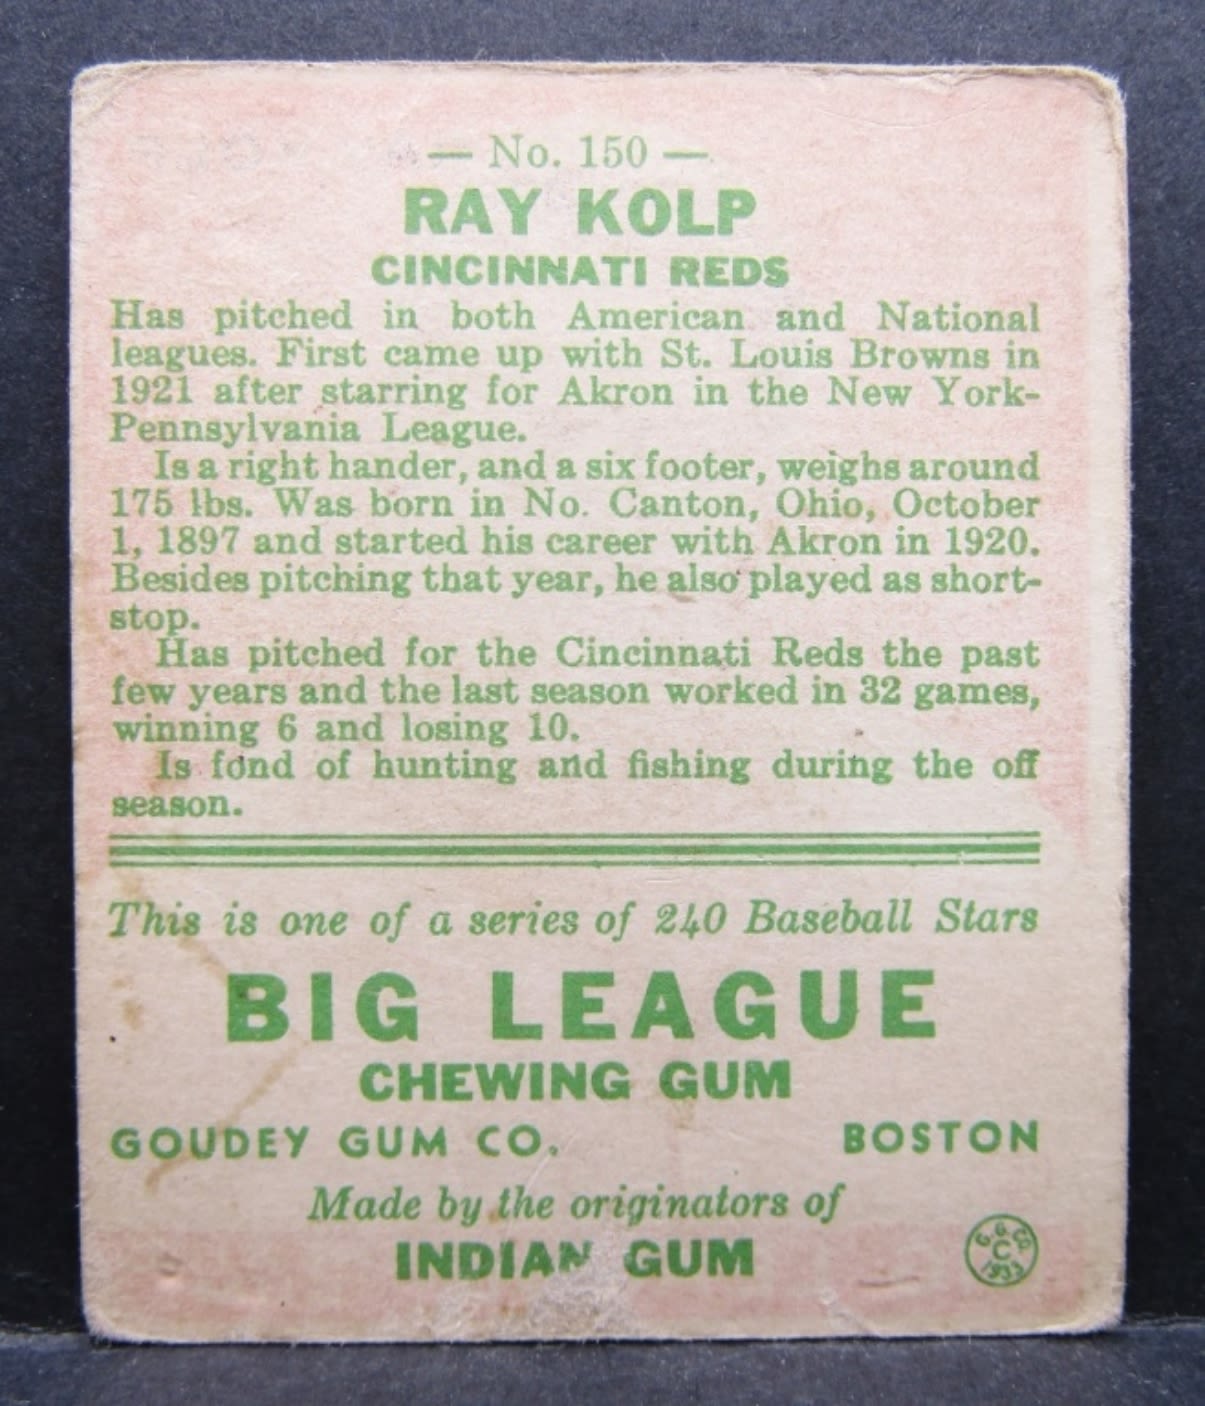 — No. 150 —
RAY KOLP
CINCINNATI REDS
Has pitched in both American and National
leagues. First came up with St. Louis Browns in
1921 after starring for Akron in the New York-
Pennsylvania League.
Is a right hander, and a six footer, weighs around
175 lbs. Was born in No. Canton, Ohio, October
1, 1897 and started his career with Akron in 1920.
Besides pitching that year, he also played as short-
stop.
Has pitched for the Cincinnati Reds the past
few years and the last season worked in 32 games,
winning 6 and losing 10.
Is fond of hunting and fishing during the off
season.
This is one of a series of 240 Baseball Stars
BIG LEAGUE
CHEWING GUM
GOUDEY GUM CO. BOSTON
Made by the originators of
INDIAN GUM
G. G. CO.
C
1933